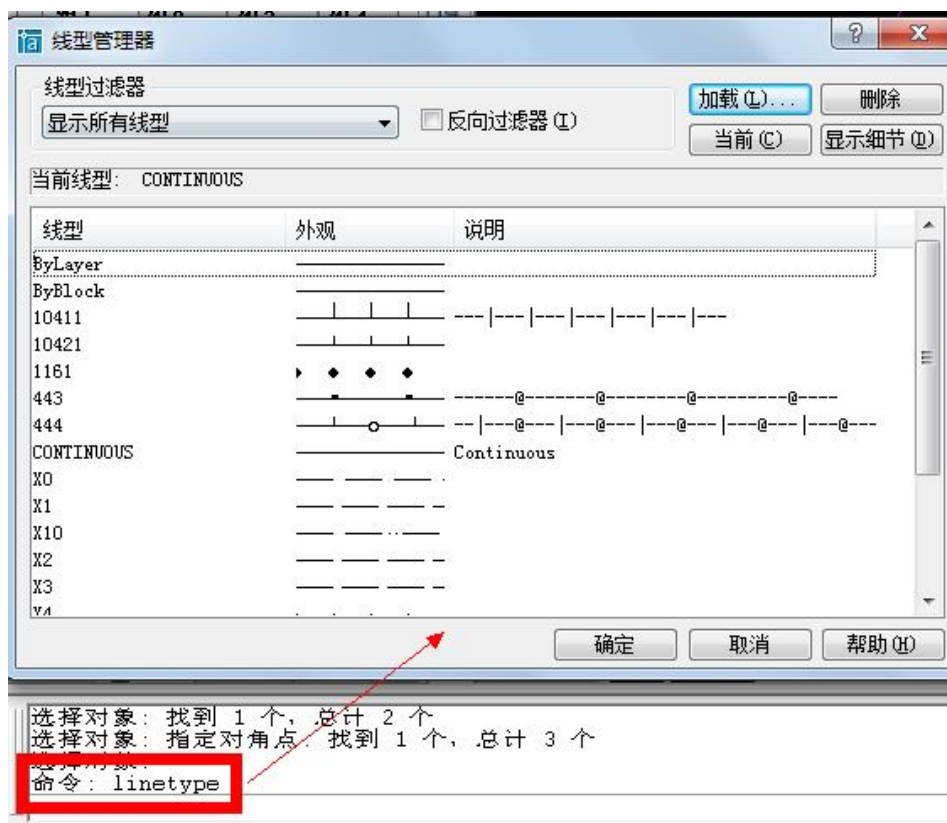 线型管理器
线型过滤器
显示所有线型
反向过滤器(I)
加载(L)...
删除
当前(C)
显示细节(D)
当前线型: CONTINUOUS
线型 外观 说明
ByLayer
ByBlock
10411 ---|---|---|---|---|---|---
10421
1161
443 ------@-------@--------@---------@----
444 --|---@---|---@---|---@---|---@---|---@---
CONTINUOUS Continuous
X0
X1
X10
X2
X3
确定 取消 帮助(H)
选择对象: 找到 1 个，总计 2 个
选择对象: 指定对角点: 找到 1 个，总计 3 个
选择对象:
命令: linetype